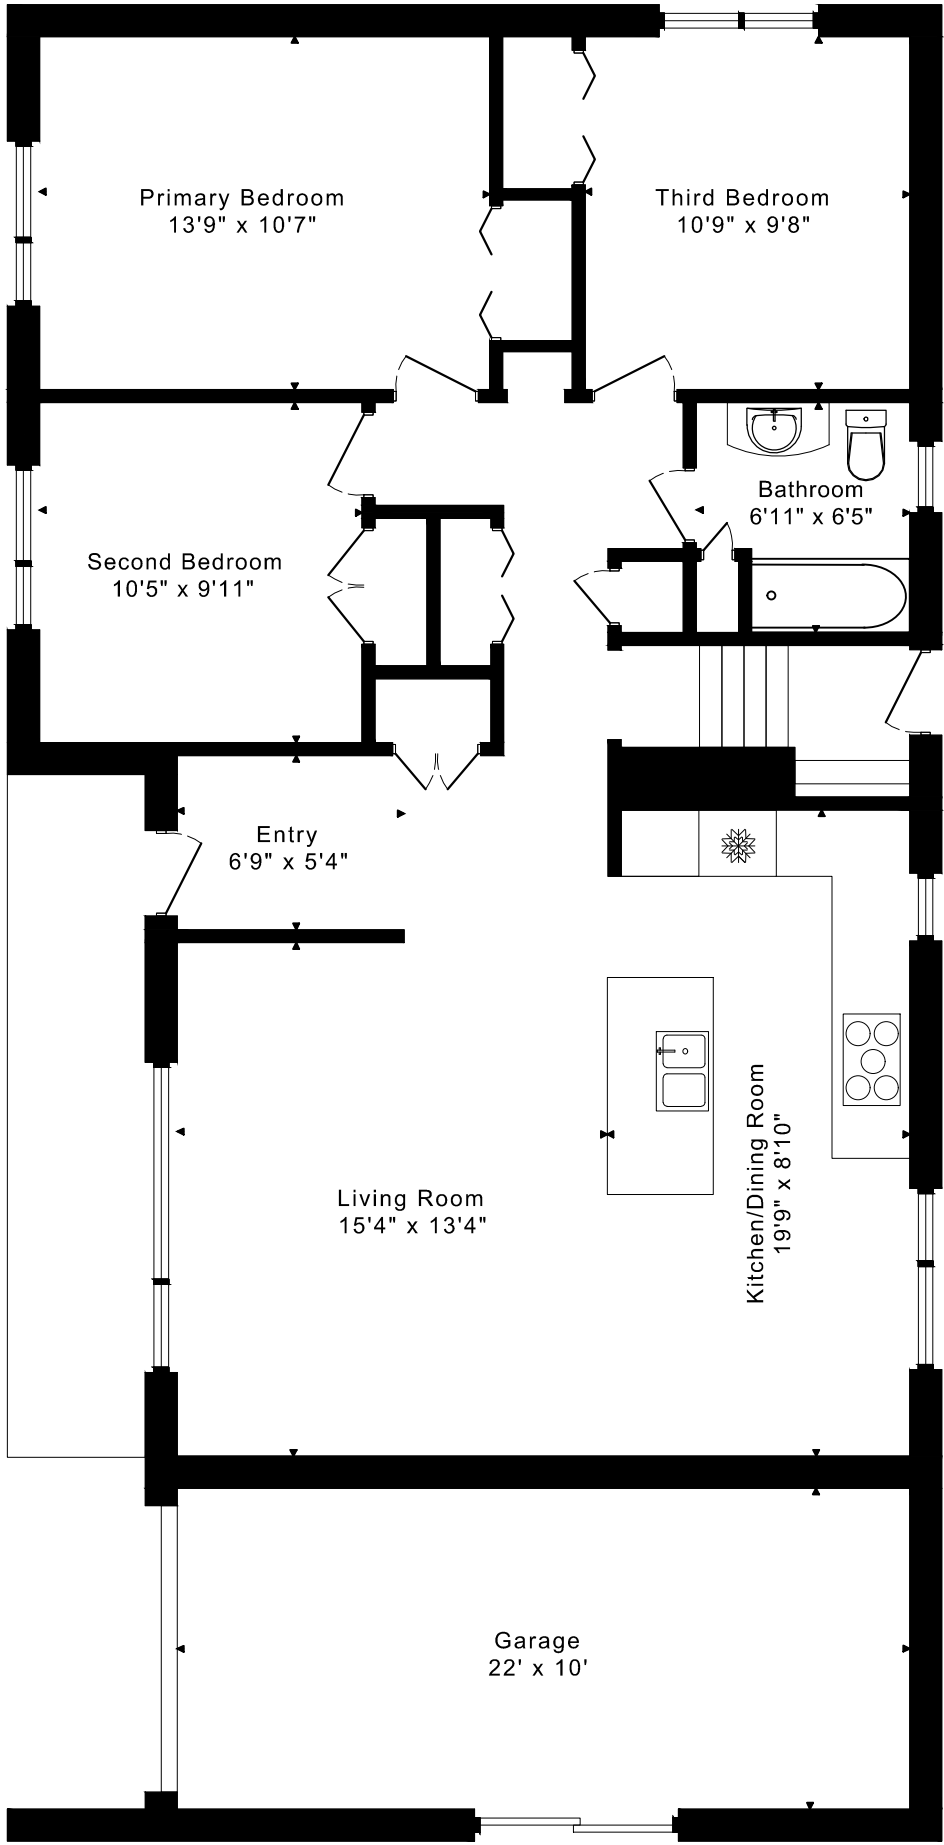 Primary Bedroom
13'9" x 10'7"
Third Bedroom
10'9" x 9'8"
Bathroom
6'11" x 6'5"
Second Bedroom
10'5" x 9'11"
Entry
6'9" x 5'4"
Living Room
15'4" x 13'4"
Kitchen/Dining Room
19'9" x 8'10"
Garage
22' x 10'